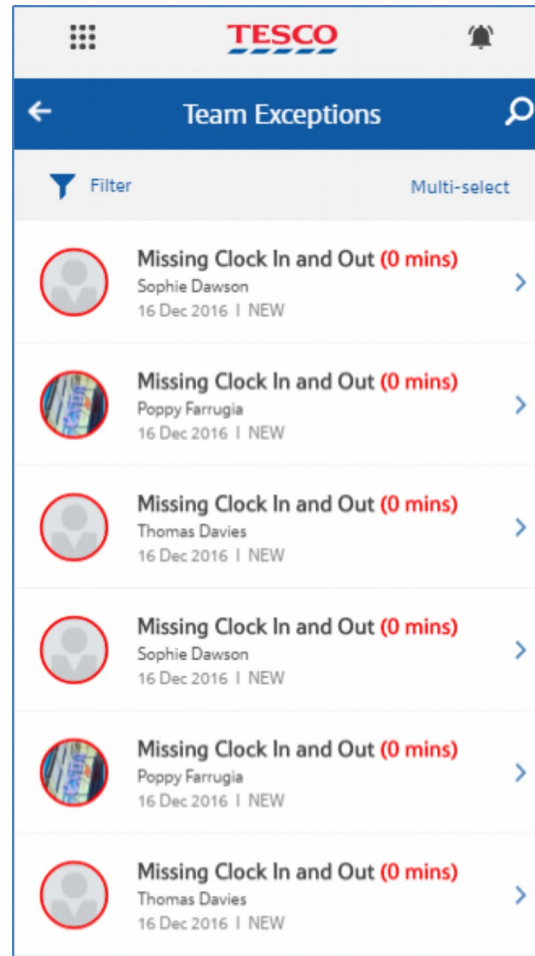 TESCO
Team Exceptions
Filter
Multi-select
Missing Clock In and Out (0 mins)
Sophie Dawson
16 Dec 2016 | NEW
Missing Clock In and Out (0 mins)
Poppy Farrugia
16 Dec 2016 | NEW
Missing Clock In and Out (0 mins)
Thomas Davies
16 Dec 2016 | NEW
Missing Clock In and Out (0 mins)
Sophie Dawson
16 Dec 2016 | NEW
Missing Clock In and Out (0 mins)
Poppy Farrugia
16 Dec 2016 | NEW
Missing Clock In and Out (0 mins)
Thomas Davies
16 Dec 2016 | NEW